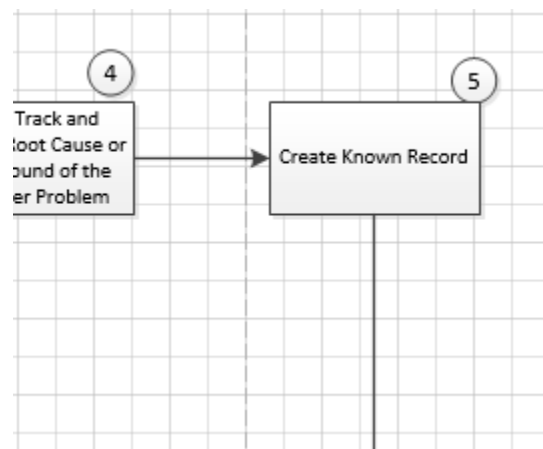 4
Track and
Root Cause or
ound of the
er Problem
5
Create Known Record